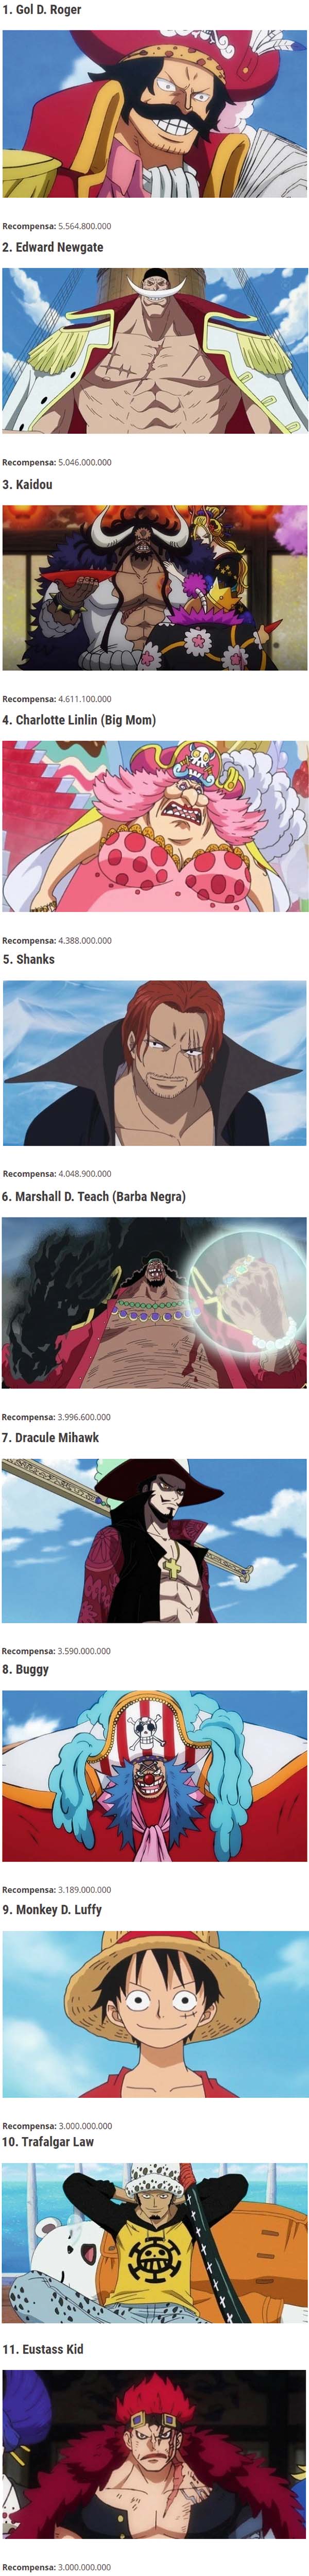 1. Gol D. Roger
Recompensa: 5.564.800.000
2. Edward Newgate
Recompensa: 5.046.000.000
3. Kaidou
Recompensa: 4.611.100.000
4. Charlotte Linlin (Big Mom)
Recompensa: 4.388.000.000
5. Shanks
Recompensa: 4.048.900.000
6. Marshall D. Teach (Barba Negra)
Recompensa: 3.996.600.000
7. Dracule Mihawk
Recompensa: 3.590.000.000
8. Buggy
Recompensa: 3.189.000.000
9. Monkey D. Luffy
Recompensa: 3.000.000.000
10. Trafalgar Law
11. Eustass Kid
Recompensa: 3.000.000.000